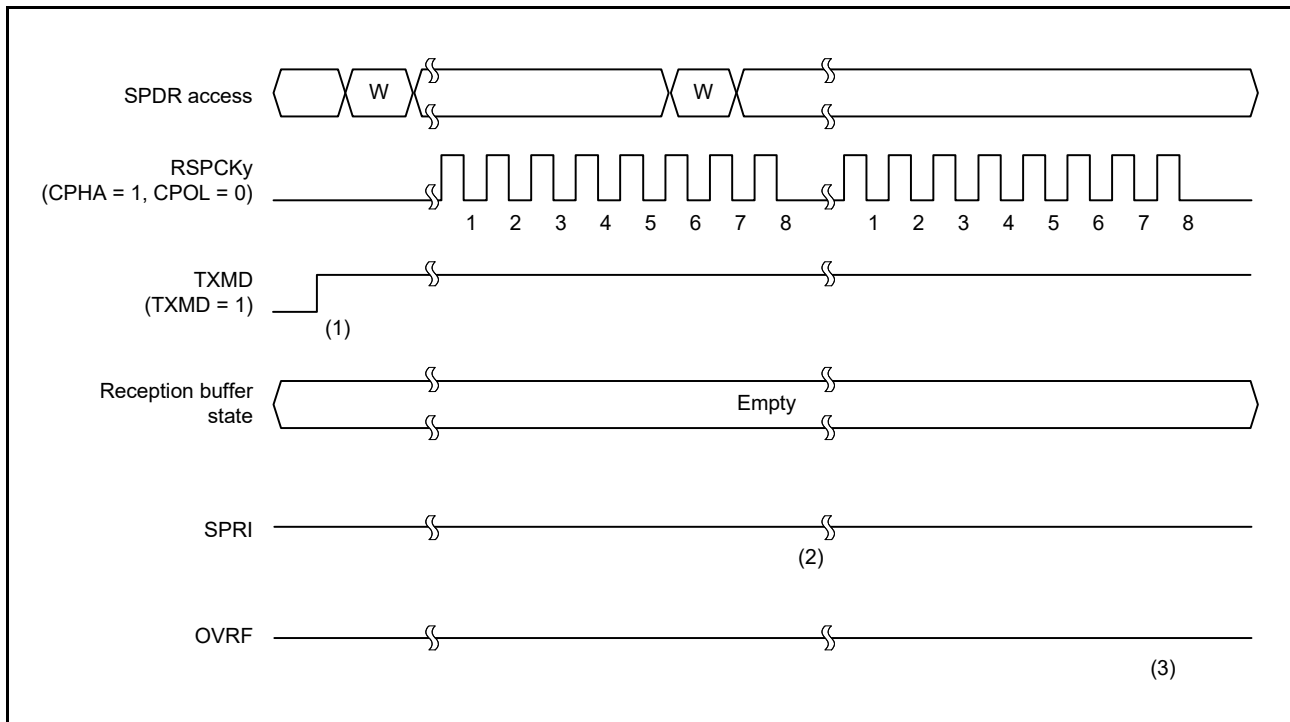 SPDR access
W
W
RSPCKy
(CPHA = 1, CPOL = 0)
1 2 3 4 5 6 7 8
1 2 3 4 5 6 7 8
TXMD
(TXMD = 1)
(1)
Reception buffer
state
Empty
SPRI
(2)
OVRF
(3)